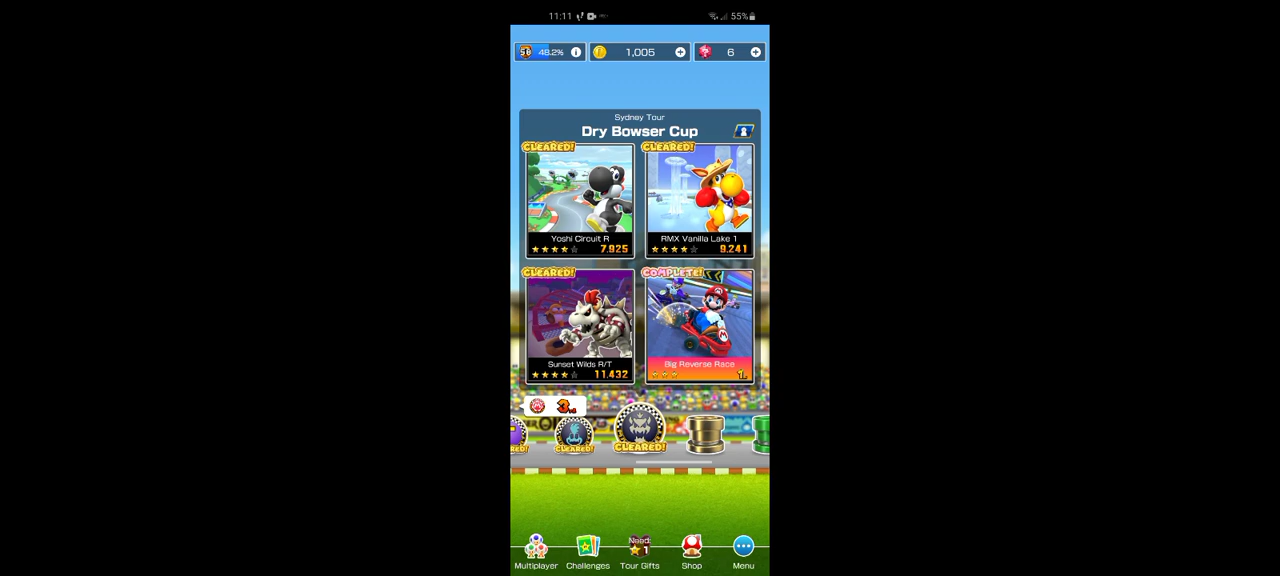 11:11 55%
48.2% 1,005 6
Sydney Tour
Dry Bowser Cup
CLEARED! CLEARED!
Yoshi Circuit R RMX Vanilla Lake 1
7.925 9.241
CLEARED! COMPLETE!
Sunset Wilds R/T Big Reverse Race
11.432
CLEARED! CLEARED!
Need:
1
Multiplayer Challenges Tour Gifts Shop Menu